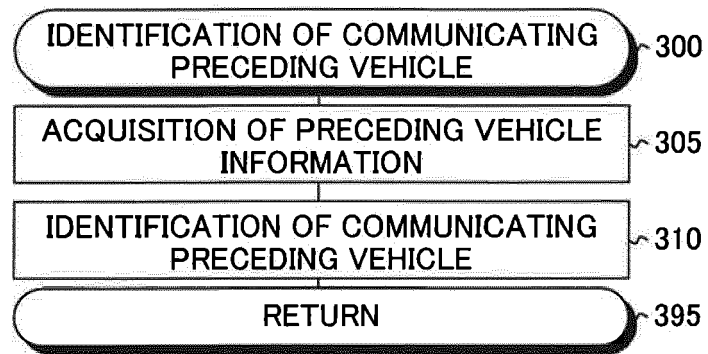 IDENTIFICATION OF COMMUNICATING
PRECEDING VEHICLE
300
ACQUISITION OF PRECEDING VEHICLE
INFORMATION
305
IDENTIFICATION OF COMMUNICATING
PRECEDING VEHICLE
310
RETURN
395